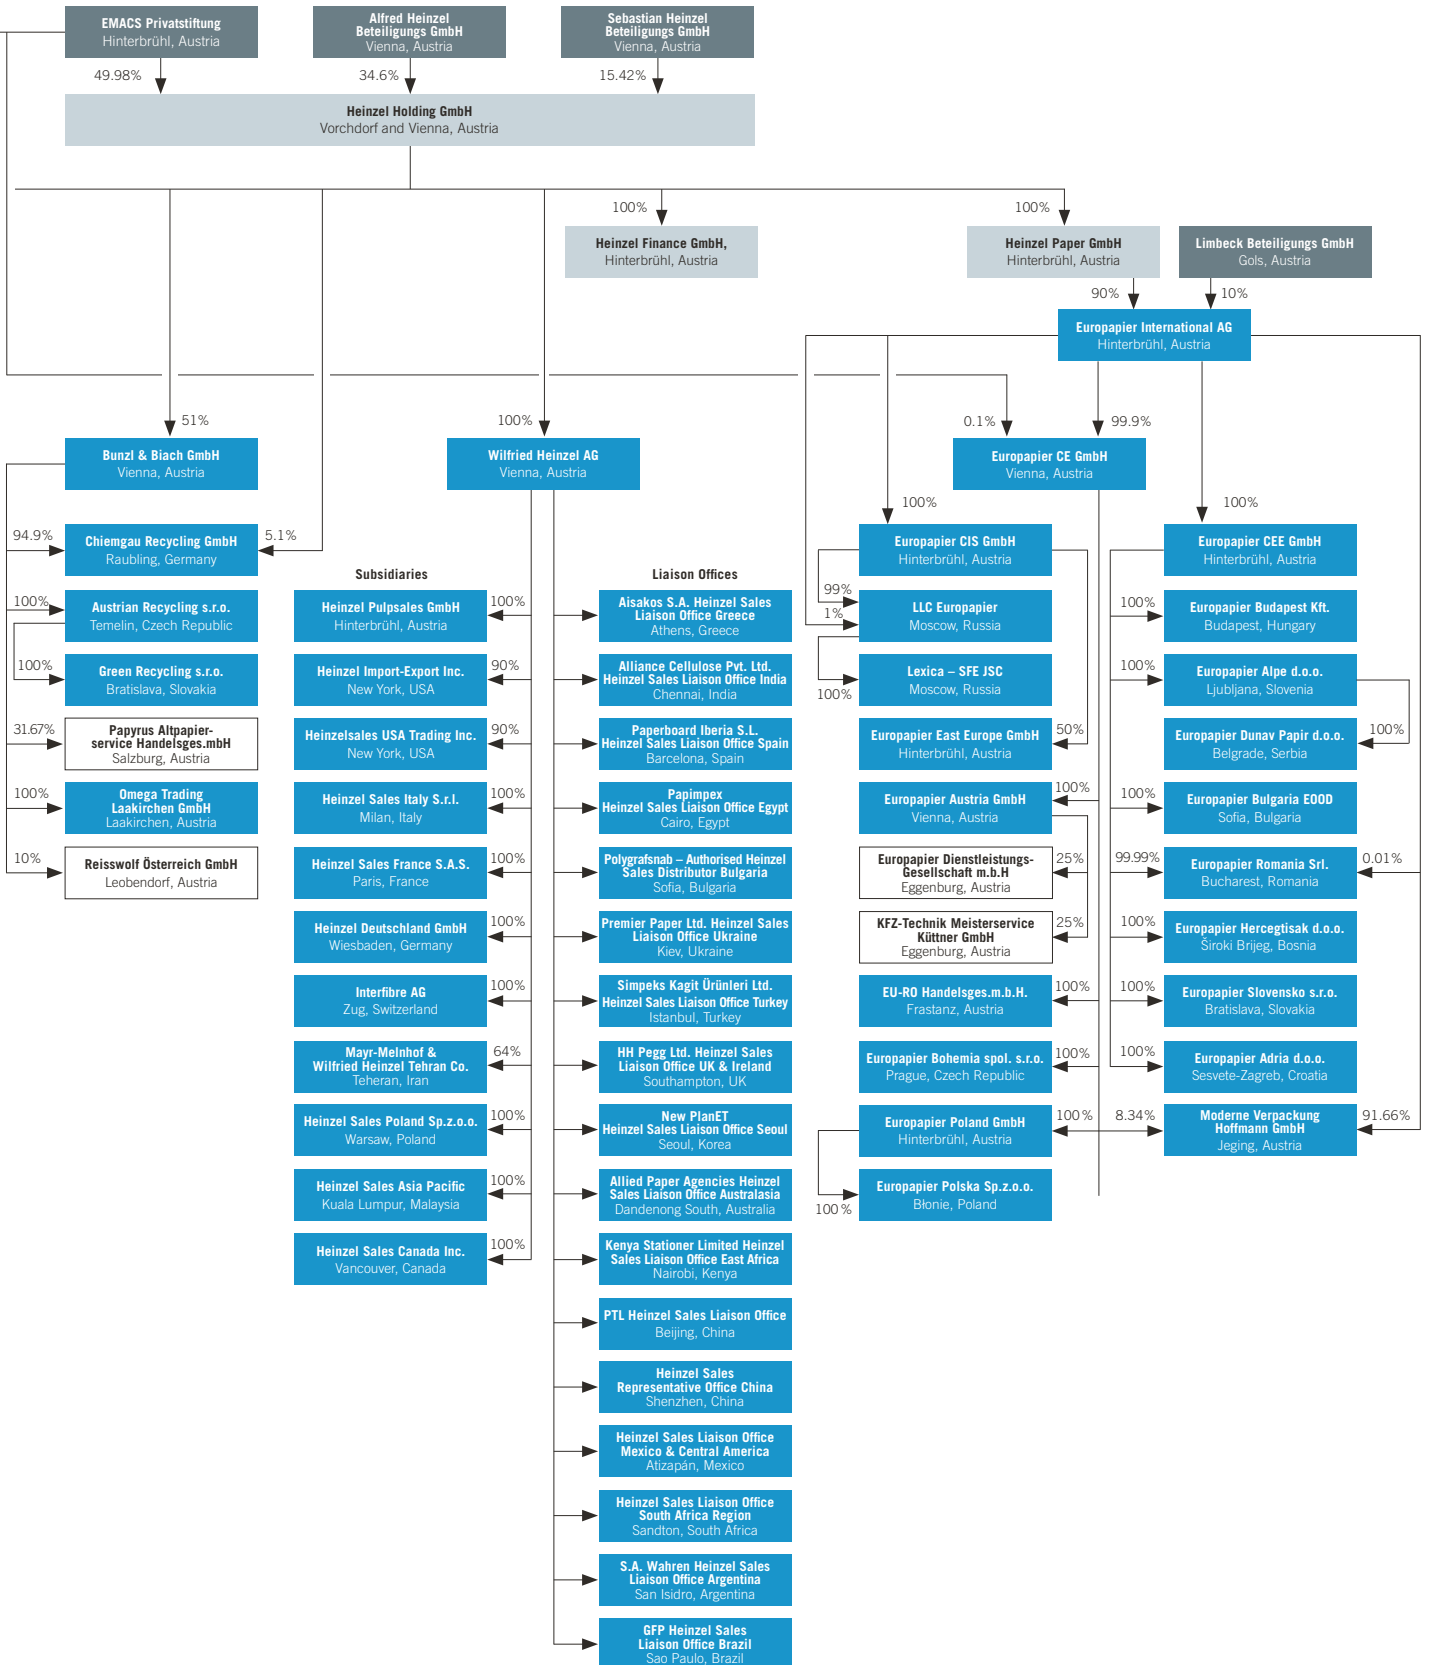 EMACS Privatstiftung
Hinterbrühl, Austria
Alfred Heinzel
Beteiligungs GmbH
Vienna, Austria
Sebastian Heinzel
Beteiligungs GmbH
Vienna, Austria
49.98%
34.6%
15.42%
Heinzel Holding GmbH
Vorchdorf and Vienna, Austria
100%
100%
Heinzel Finance GmbH,
Hinterbrühl, Austria
Heinzel Paper GmbH
Hinterbrühl, Austria
Limbeck Beteiligungs GmbH
Gols, Austria
90%
10%
Europapier International AG
Hinterbrühl, Austria
51%
100%
0.1%
99.9%
Bunzl & Biach GmbH
Vienna, Austria
Wilfried Heinzel AG
Vienna, Austria
Europapier CE GmbH
Vienna, Austria
100%
100%
94.9%
Chiemgau Recycling GmbH
Raubling, Germany
5.1%
100%
Austrian Recycling s.r.o.
Temelin, Czech Republic
100%
Green Recycling s.r.o.
Bratislava, Slovakia
31.67%
Papyrus Altpapier-
service Handelsges.mbH
Salzburg, Austria
100%
Omega Trading
Laakirchen GmbH
Laakirchen, Austria
10%
Reisswolf Österreich GmbH
Leobendorf, Austria
Subsidiaries
Heinzel Pulpsales GmbH
Hinterbrühl, Austria
100%
Heinzel Import-Export Inc.
New York, USA
90%
Heinzelsales USA Trading Inc.
New York, USA
90%
Heinzel Sales Italy S.r.l.
Milan, Italy
100%
Heinzel Sales France S.A.S.
Paris, France
100%
Heinzel Deutschland GmbH
Wiesbaden, Germany
100%
Interfibre AG
Zug, Switzerland
100%
Mayr-Melnhof &
Wilfried Heinzel Tehran Co.
Teheran, Iran
64%
Heinzel Sales Poland Sp.z.o.o.
Warsaw, Poland
100%
Heinzel Sales Asia Pacific
Kuala Lumpur, Malaysia
100%
Heinzel Sales Canada Inc.
Vancouver, Canada
100%
Liaison Offices
Aisakos S.A. Heinzel Sales
Liaison Office Greece
Athens, Greece
Alliance Cellulose Pvt. Ltd.
Heinzel Sales Liaison Office India
Chennai, India
Paperboard Iberia S.L.
Heinzel Sales Liaison Office Spain
Barcelona, Spain
Papimpex
Heinzel Sales Liaison Office Egypt
Cairo, Egypt
Polygrafsnab – Authorised Heinzel
Sales Distributor Bulgaria
Sofia, Bulgaria
Premier Paper Ltd. Heinzel Sales
Liaison Office Ukraine
Kiev, Ukraine
Simpeks Kagit Ürünleri Ltd.
Heinzel Sales Liaison Office Turkey
Istanbul, Turkey
HH Pegg Ltd. Heinzel Sales
Liaison Office UK & Ireland
Southampton, UK
New PlanET
Heinzel Sales Liaison Office Seoul
Seoul, Korea
Allied Paper Agencies Heinzel
Sales Liaison Office Australasia
Dandenong South, Australia
Kenya Stationer Limited Heinzel
Sales Liaison Office East Africa
Nairobi, Kenya
PTL Heinzel Sales Liaison Office
Beijing, China
Heinzel Sales
Representative Office China
Shenzhen, China
Heinzel Sales Liaison Office
Mexico & Central America
Atizapán, Mexico
Heinzel Sales Liaison Office
South Africa Region
Sandton, South Africa
S.A. Wahren Heinzel Sales
Liaison Office Argentina
San Isidro, Argentina
GFP Heinzel Sales
Liaison Office Brazil
Sao Paulo, Brazil
Europapier CIS GmbH
Hinterbrühl, Austria
99%
1%
LLC Europapier
Moscow, Russia
100%
Lexica – SFE JSC
Moscow, Russia
Europapier East Europe GmbH
Hinterbrühl, Austria
50%
Europapier Austria GmbH
Vienna, Austria
100%
Europapier Dienstleistungs-
Gesellschaft m.b.H
Eggenburg, Austria
25%
KFZ-Technik Meisterservice
Küttner GmbH
Eggenburg, Austria
25%
EU-RO Handelsges.m.b.H.
Frastanz, Austria
100%
Europapier Bohemia spol. s.r.o.
Prague, Czech Republic
100%
Europapier Poland GmbH
Hinterbrühl, Austria
100%
100%
Europapier Polska Sp.z.o.o.
Błonie, Poland
Europapier CEE GmbH
Hinterbrühl, Austria
100%
Europapier Budapest Kft.
Budapest, Hungary
100%
Europapier Alpe d.o.o.
Ljubljana, Slovenia
Europapier Dunav Papir d.o.o.
Belgrade, Serbia
100%
100%
Europapier Bulgaria EOOD
Sofia, Bulgaria
99.99%
Europapier Romania Srl.
Bucharest, Romania
0.01%
100%
Europapier Hercegtisak d.o.o.
Široki Brijeg, Bosnia
100%
Europapier Slovensko s.r.o.
Bratislava, Slovakia
100%
Europapier Adria d.o.o.
Sesvete-Zagreb, Croatia
8.34%
Moderne Verpackung
Hoffmann GmbH
Jeging, Austria
91.66%